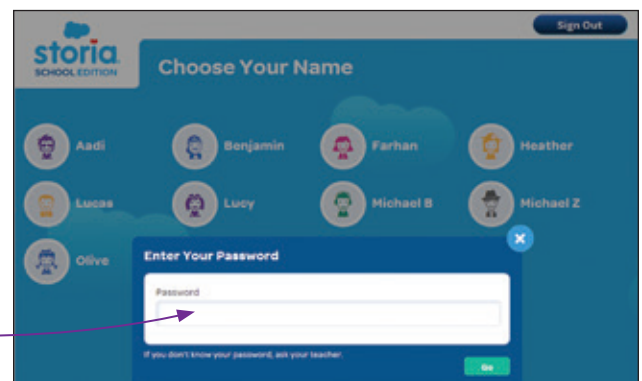 Sign Out
storia
SCHOOL EDITION
Choose Your Name
Aadi
Benjamin
Farhan
Heather
Lucas
Lucy
Michael B
Michael Z
Olive
Enter Your Password
Password
If you don't know your password, ask your teacher.
Go